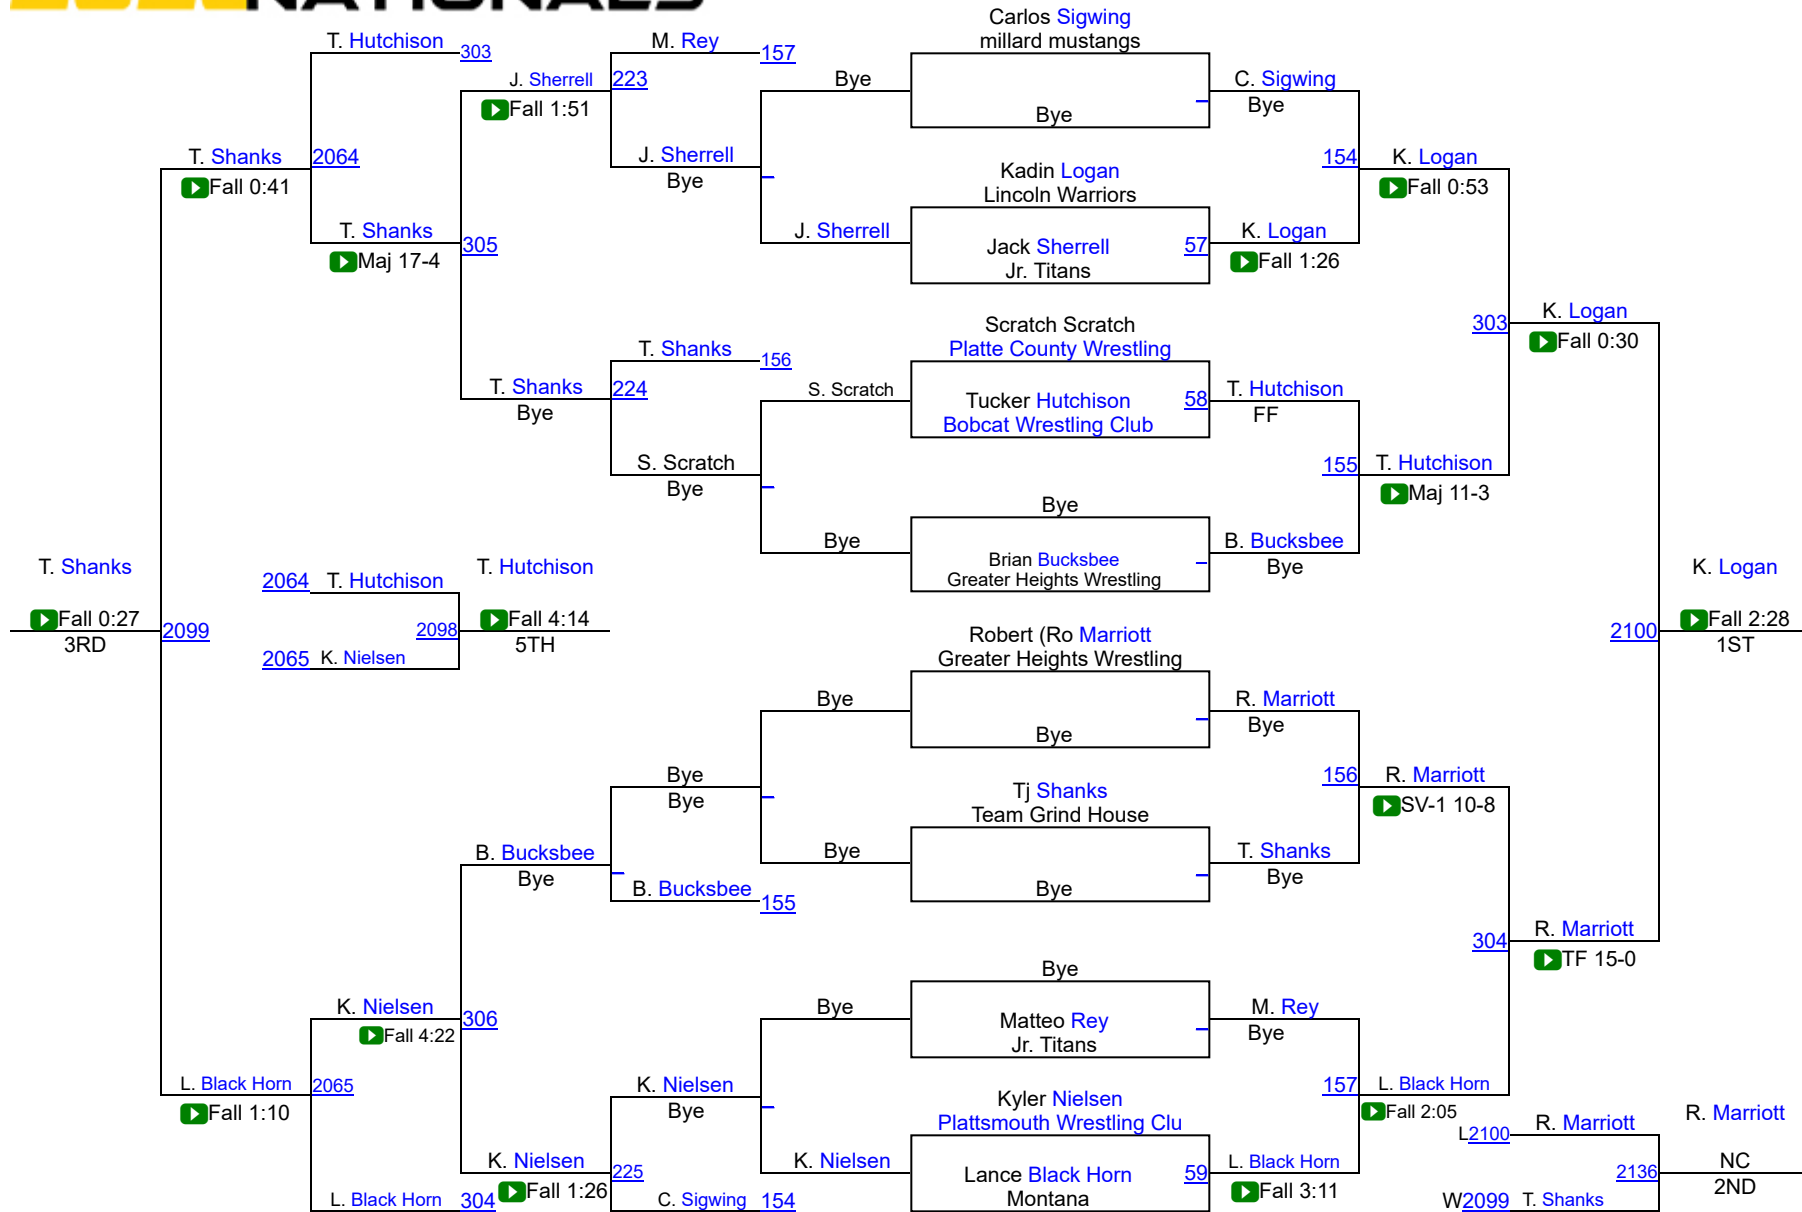 NATIONALS
Carlos Sigwing
millard mustangs
T. Hutchison
303
M. Rey
157
J. Sherrell
223
Fall 1:51
Bye
Bye
C. Sigwing
Bye
T. Shanks
2064
Fall 0:41
J. Sherrell
Bye
Kadin Logan
Lincoln Warriors
154
K. Logan
Fall 0:53
T. Shanks
305
Maj 17-4
J. Sherrell
Jack Sherrell
Jr. Titans
57
K. Logan
Fall 1:26
Scratch Scratch
Platte County Wrestling
303
K. Logan
Fall 0:30
T. Shanks
156
T. Shanks
224
Bye
S. Scratch
Tucker Hutchison
Bobcat Wrestling Club
58
T. Hutchison
FF
S. Scratch
Bye
155
T. Hutchison
Maj 11-3
Bye
Bye
Brian Bucksbee
Greater Heights Wrestling
B. Bucksbee
Bye
T. Shanks
Fall 0:27
3RD
2099
2064
T. Hutchison
2098
2065
K. Nielsen
T. Hutchison
Fall 4:14
5TH
K. Logan
2100
Fall 2:28
1ST
Robert (Ro Marriott
Greater Heights Wrestling
Bye
Bye
R. Marriott
Bye
Bye
Bye
Tj Shanks
Team Grind House
156
R. Marriott
SV-1 10-8
B. Bucksbee
Bye
B. Bucksbee
155
Bye
Bye
T. Shanks
Bye
304
R. Marriott
TF 15-0
Bye
K. Nielsen
306
Fall 4:22
Bye
Matteo Rey
Jr. Titans
M. Rey
Bye
L. Black Horn
2065
Fall 1:10
K. Nielsen
Bye
Kyler Nielsen
Plattsmouth Wrestling Clu
157
L. Black Horn
Fall 2:05
K. Nielsen
225
Fall 1:26
K. Nielsen
Lance Black Horn
Montana
59
L. Black Horn
Fall 3:11
L. Black Horn
304
C. Sigwing
154
L2100
R. Marriott
2136
W2099
T. Shanks
R. Marriott
NC
2ND